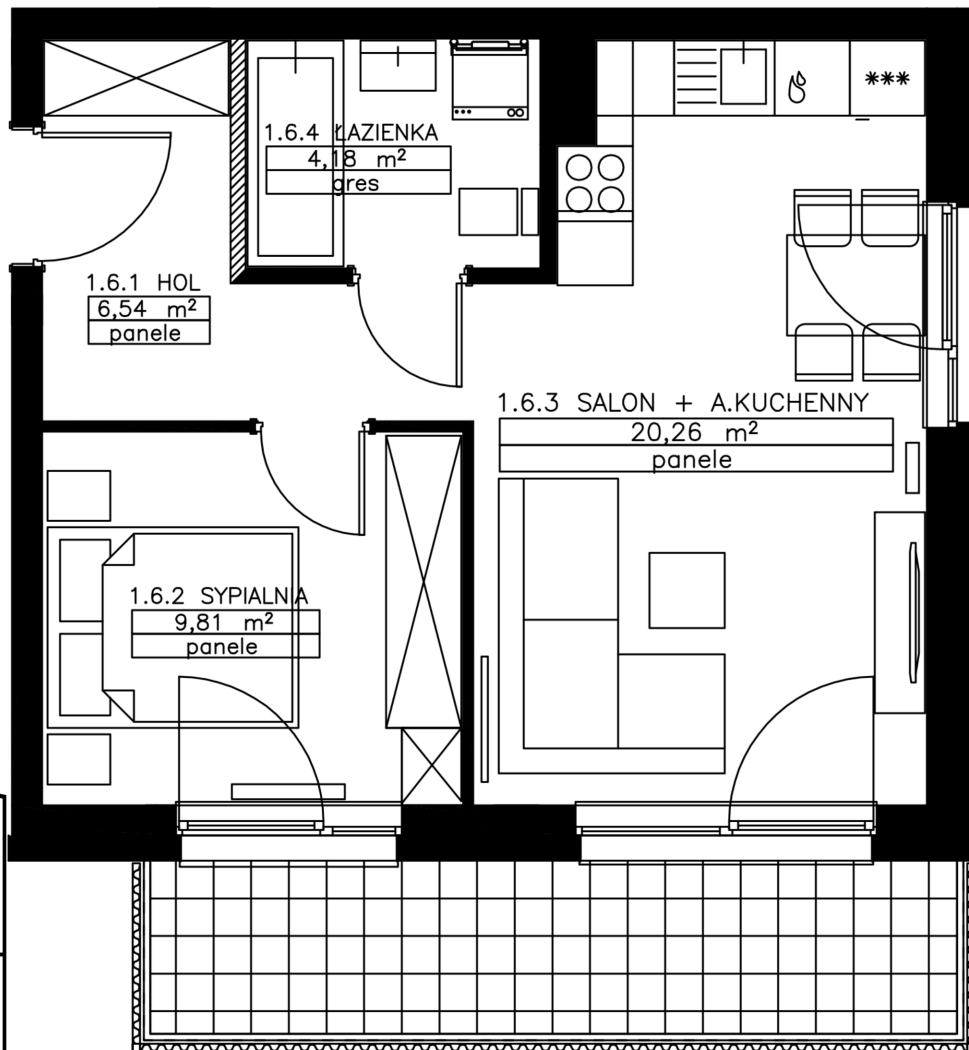 1.6.4 ŁAZIENKA
4,18 m²
gres
***
1.6.1 HOL
6,54 m²
panele
1.6.3 SALON + A.KUCHENNY
20,26 m²
panele
1.6.2 SYPIALNIA
9,81 m²
panele